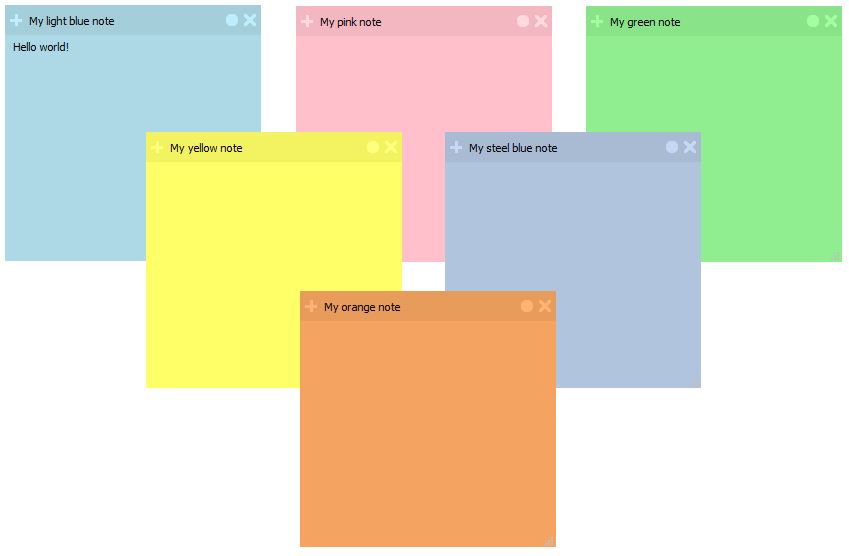 My light blue note
Hello world!
My pink note
My green note
My yellow note
My steel blue note
My orange note